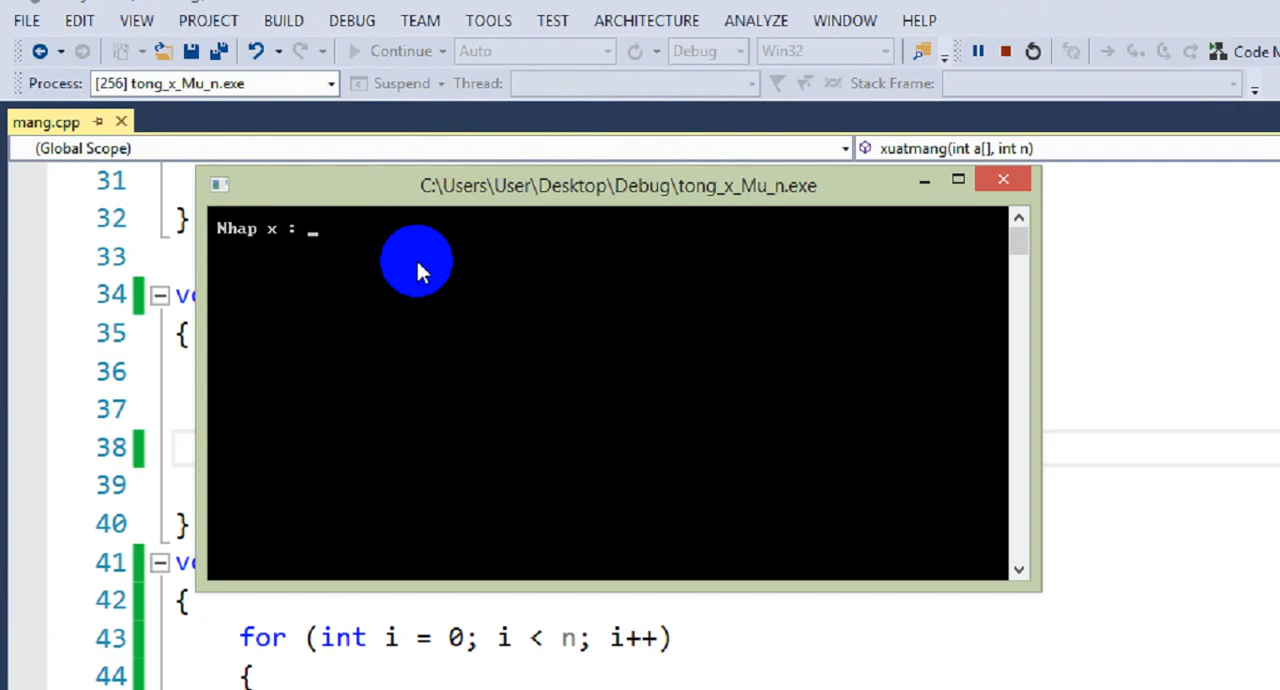 FILE EDIT VIEW PROJECT BUILD DEBUG TEAM TOOLS TEST ARCHITECTURE ANALYZE WINDOW HELP
Continue Auto Debug Win32 Code
Process: [256] tong_x_Mu_n.exe Suspend Thread: Stack Frame:
mang.cpp
(Global Scope) xuatmang(int a[], int n)
C:\Users\User\Desktop\Debug\tong_x_Mu_n.exe
Nhap x : _
31
32 }
33
34
35 {
36
37
38
39
40 }
41
42 {
43 for (int i = 0; i < n; i++)
44 {